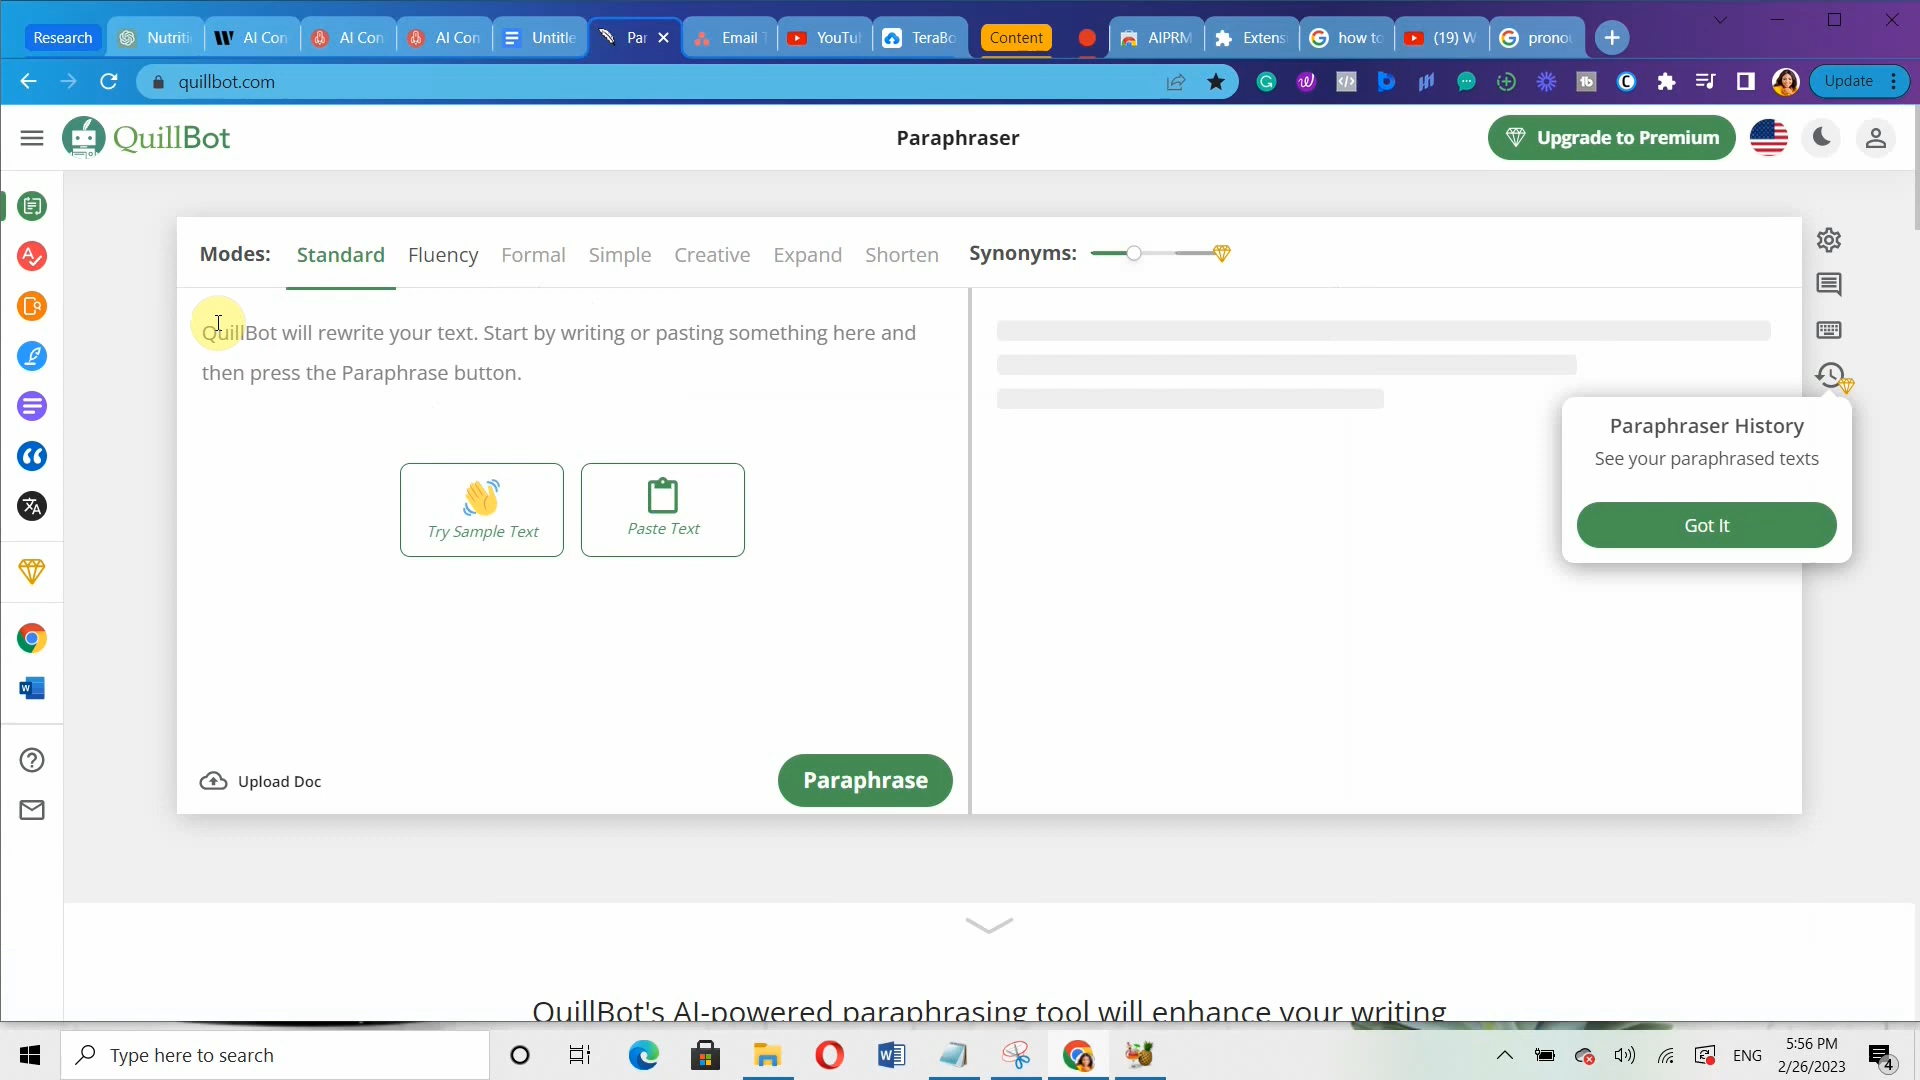 Research
Nutriti
AI Con
AI Con
AI Con
Untitle
Par
Email T
YouTu
TeraBo
Content
AIPRM
Extens
how to
(19) W
prono
quillbot.com
Update
QuillBot
Paraphraser
Upgrade to Premium
Modes:
Standard
Fluency
Formal
Simple
Creative
Expand
Shorten
Synonyms:
QuillBot will rewrite your text. Start by writing or pasting something here and
then press the Paraphrase button.
Try Sample Text
Paste Text
Paraphraser History
See your paraphrased texts
Got It
Upload Doc
Paraphrase
QuillBot's AI-powered paraphrasing tool will enhance your writing
Type here to search
ENG
5:56 PM
2/26/2023
4